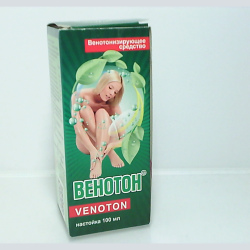 Венотонизирующее
средство
ВЕНОТОН®
VENOTON
настойка 100 мл